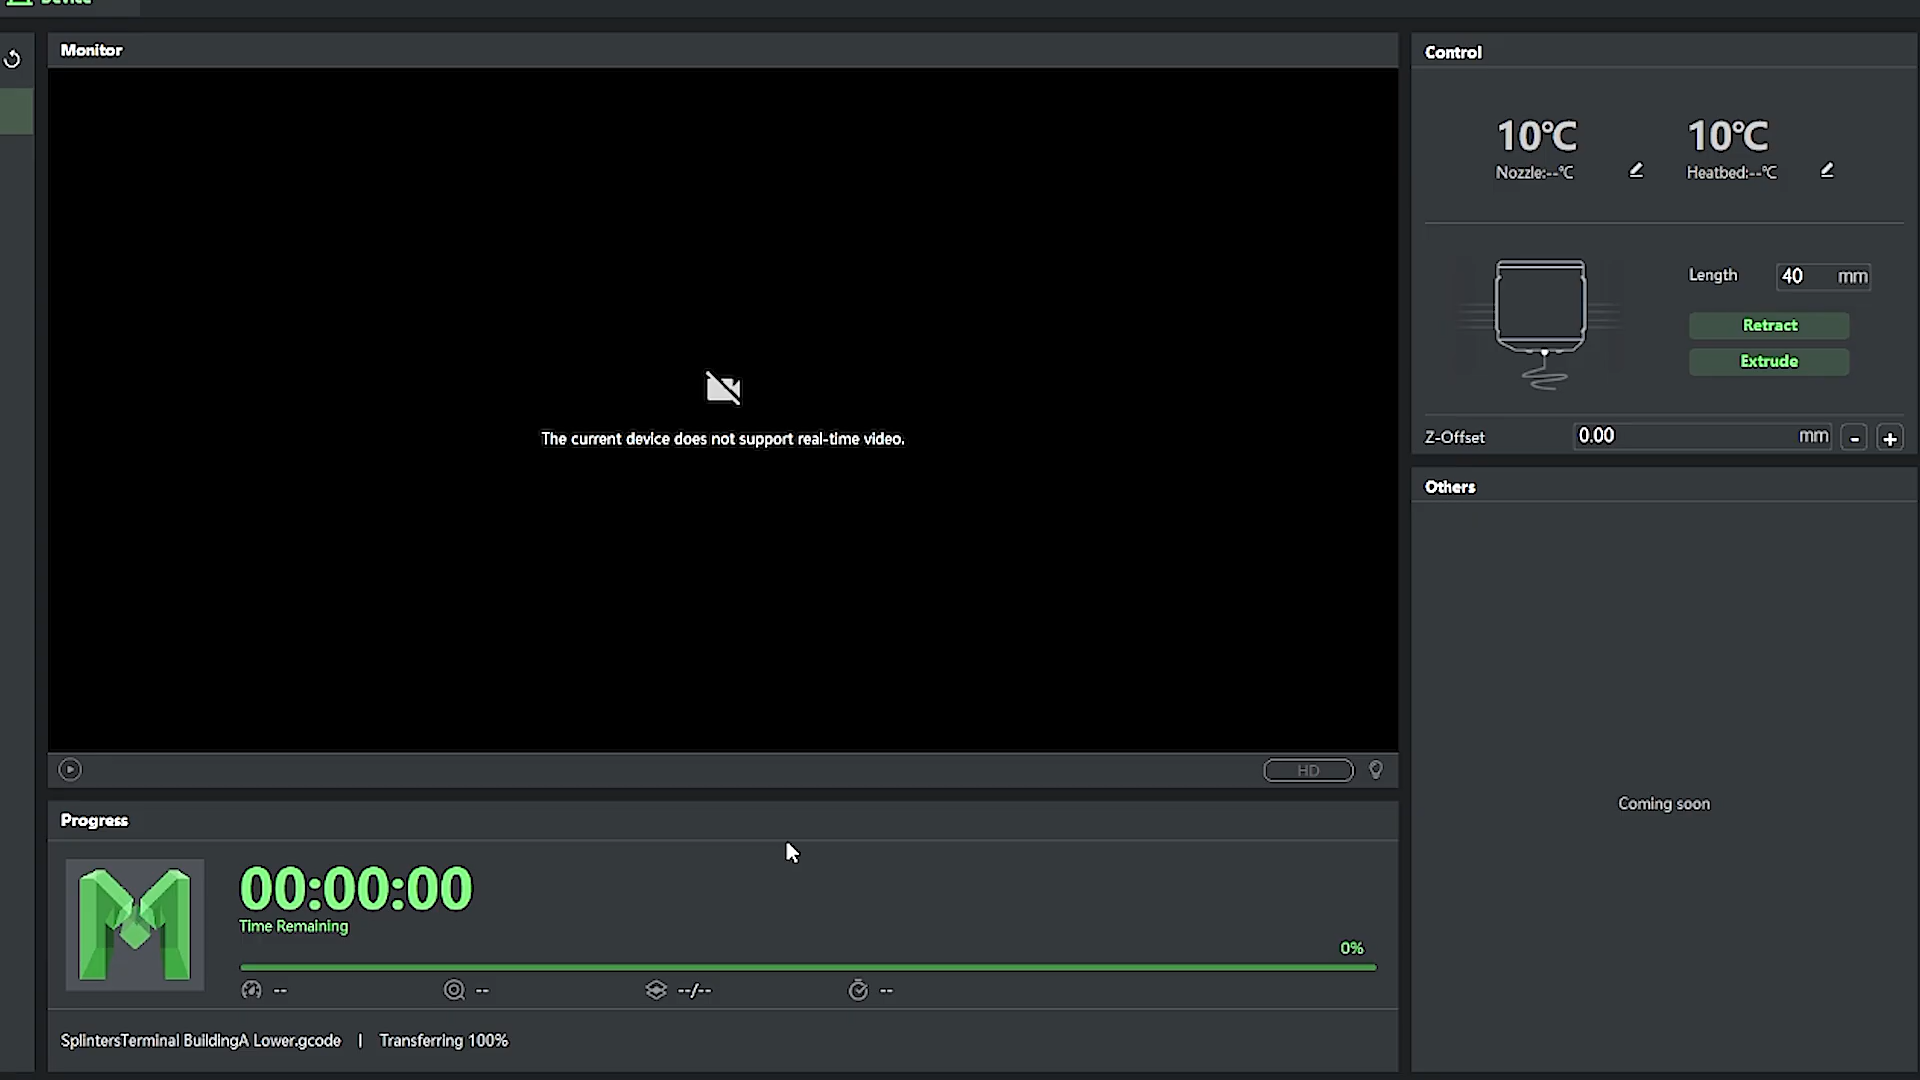 Device
Monitor
The current device does not support real-time video.
HD
Progress
00:00:00
Time Remaining
0%
--
--
--/--
--
SplintersTerminal BuildingA Lower.gcode | Transferring 100%
Control
10℃
Nozzle:--℃
10℃
Heatbed:--℃
Length 40 mm
Retract
Extrude
Z-Offset 0.00 mm - +
Others
Coming soon